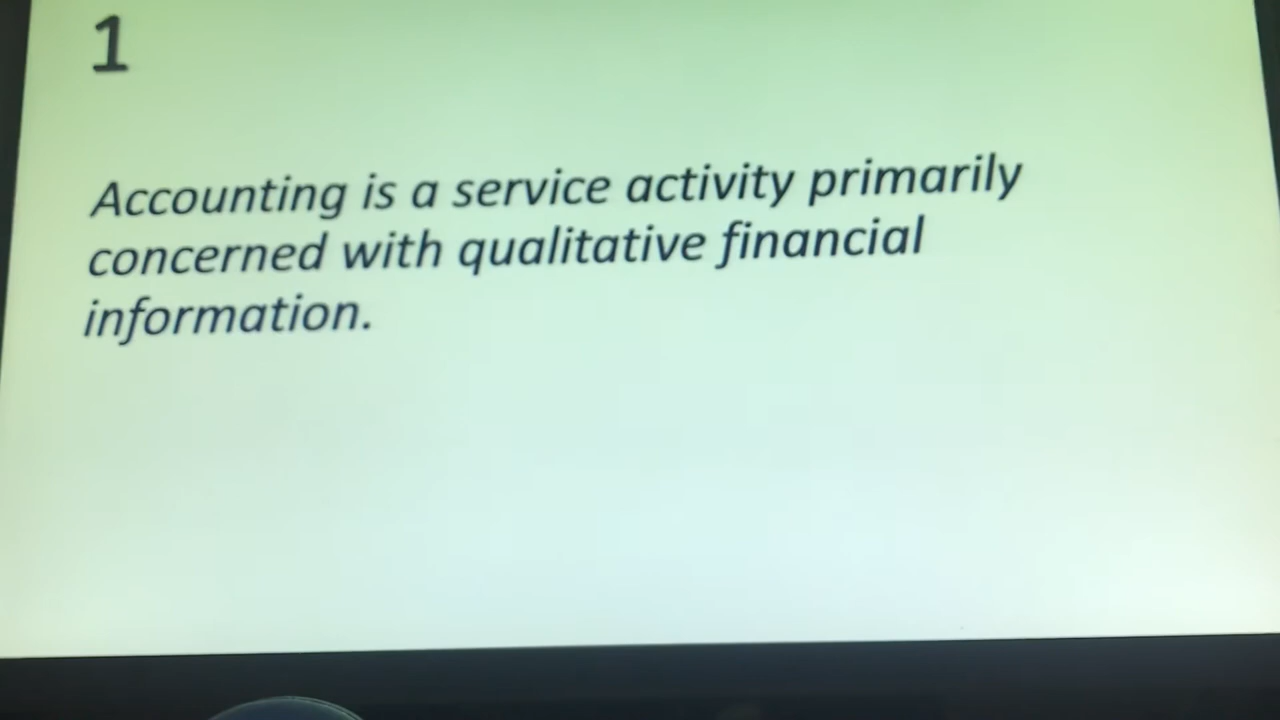 1
Accounting is a service activity primarily
concerned with qualitative financial
information.